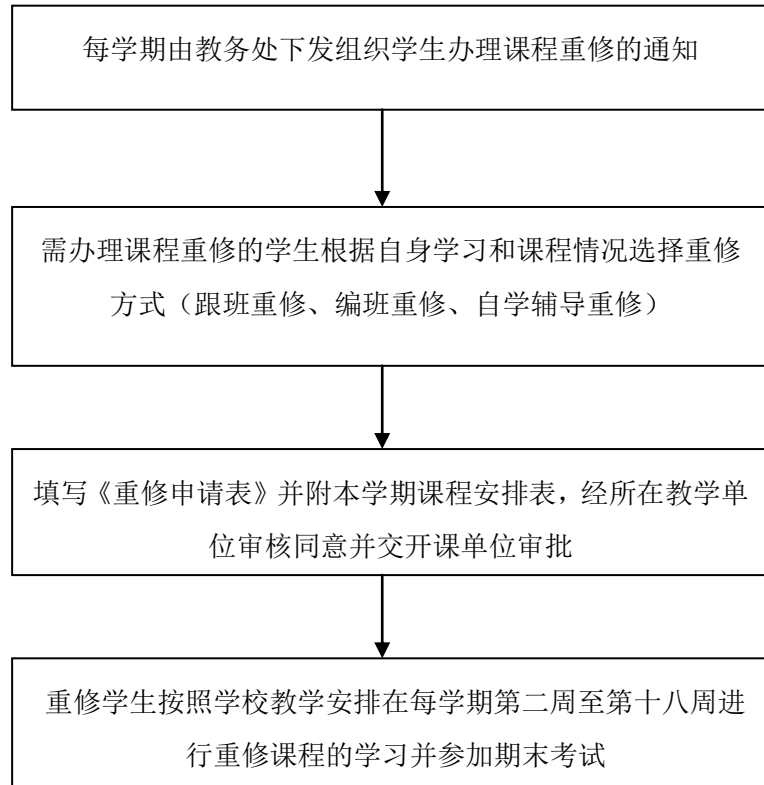 每学期由教务处下发组织学生办理课程重修的通知
需办理课程重修的学生根据自身学习和课程情况选择重修
方式（跟班重修、编班重修、自学辅导重修）
填写《重修申请表》并附本学期课程安排表，经所在教学单
位审核同意并交开课单位审批
重修学生按照学校教学安排在每学期第二周至第十八周进
行重修课程的学习并参加期末考试